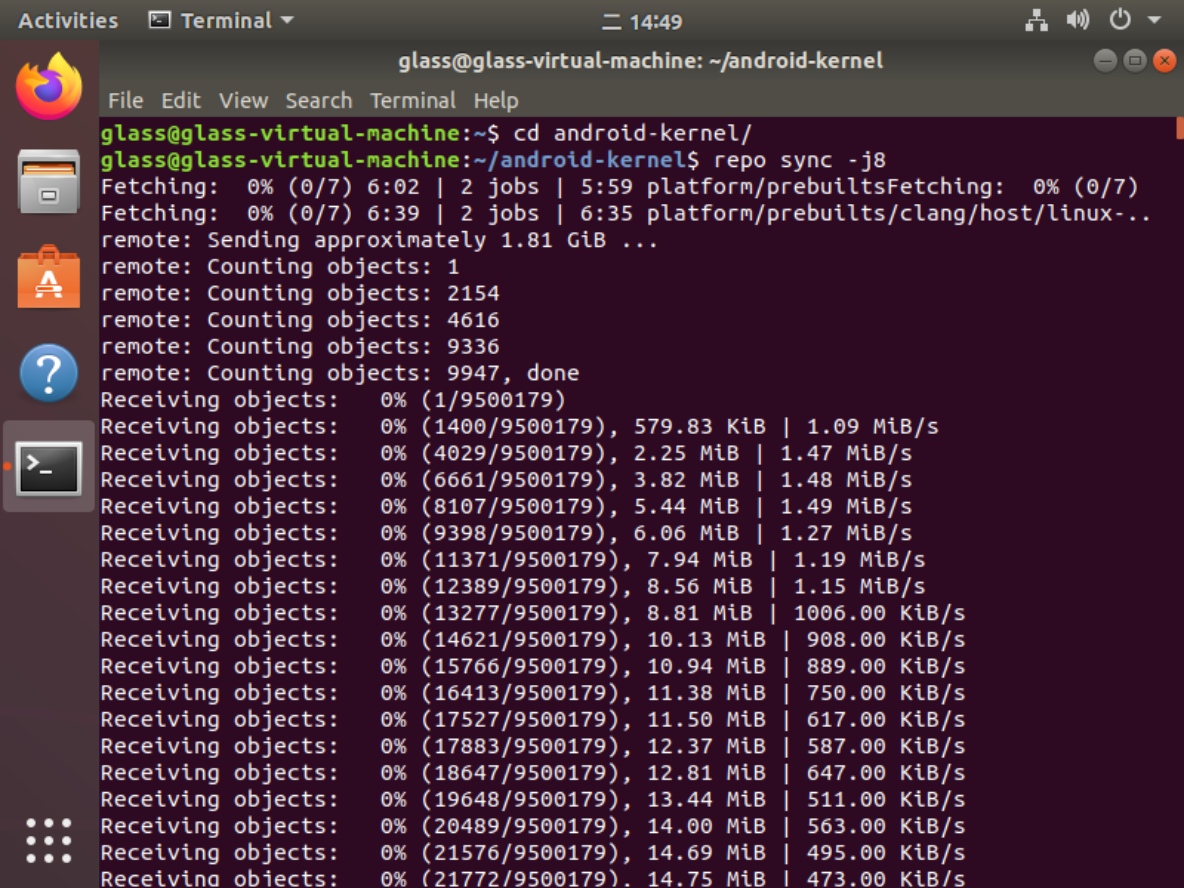 Activities Terminal 二 14:49
glass@glass-virtual-machine: ~/android-kernel
File Edit View Search Terminal Help
glass@glass-virtual-machine:~$ cd android-kernel/
glass@glass-virtual-machine:~/android-kernel$ repo sync -j8
Fetching:  0% (0/7) 6:02 | 2 jobs | 5:59 platform/prebuiltsFetching:  0% (0/7)
Fetching:  0% (0/7) 6:39 | 2 jobs | 6:35 platform/prebuilts/clang/host/linux-..
remote: Sending approximately 1.81 GiB ...
remote: Counting objects: 1
remote: Counting objects: 2154
remote: Counting objects: 4616
remote: Counting objects: 9336
remote: Counting objects: 9947, done
Receiving objects:   0% (1/9500179)
Receiving objects:   0% (1400/9500179), 579.83 KiB | 1.09 MiB/s
Receiving objects:   0% (4029/9500179), 2.25 MiB | 1.47 MiB/s
Receiving objects:   0% (6661/9500179), 3.82 MiB | 1.48 MiB/s
Receiving objects:   0% (8107/9500179), 5.44 MiB | 1.49 MiB/s
Receiving objects:   0% (9398/9500179), 6.06 MiB | 1.27 MiB/s
Receiving objects:   0% (11371/9500179), 7.94 MiB | 1.19 MiB/s
Receiving objects:   0% (12389/9500179), 8.56 MiB | 1.15 MiB/s
Receiving objects:   0% (13277/9500179), 8.81 MiB | 1006.00 KiB/s
Receiving objects:   0% (14621/9500179), 10.13 MiB | 908.00 KiB/s
Receiving objects:   0% (15766/9500179), 10.94 MiB | 889.00 KiB/s
Receiving objects:   0% (16413/9500179), 11.38 MiB | 750.00 KiB/s
Receiving objects:   0% (17527/9500179), 11.50 MiB | 617.00 KiB/s
Receiving objects:   0% (17883/9500179), 12.37 MiB | 587.00 KiB/s
Receiving objects:   0% (18647/9500179), 12.81 MiB | 647.00 KiB/s
Receiving objects:   0% (19648/9500179), 13.44 MiB | 511.00 KiB/s
Receiving objects:   0% (20489/9500179), 14.00 MiB | 563.00 KiB/s
Receiving objects:   0% (21576/9500179), 14.69 MiB | 495.00 KiB/s
Receiving objects:   0% (21772/9500179), 14.75 MiB | 473.00 KiB/s